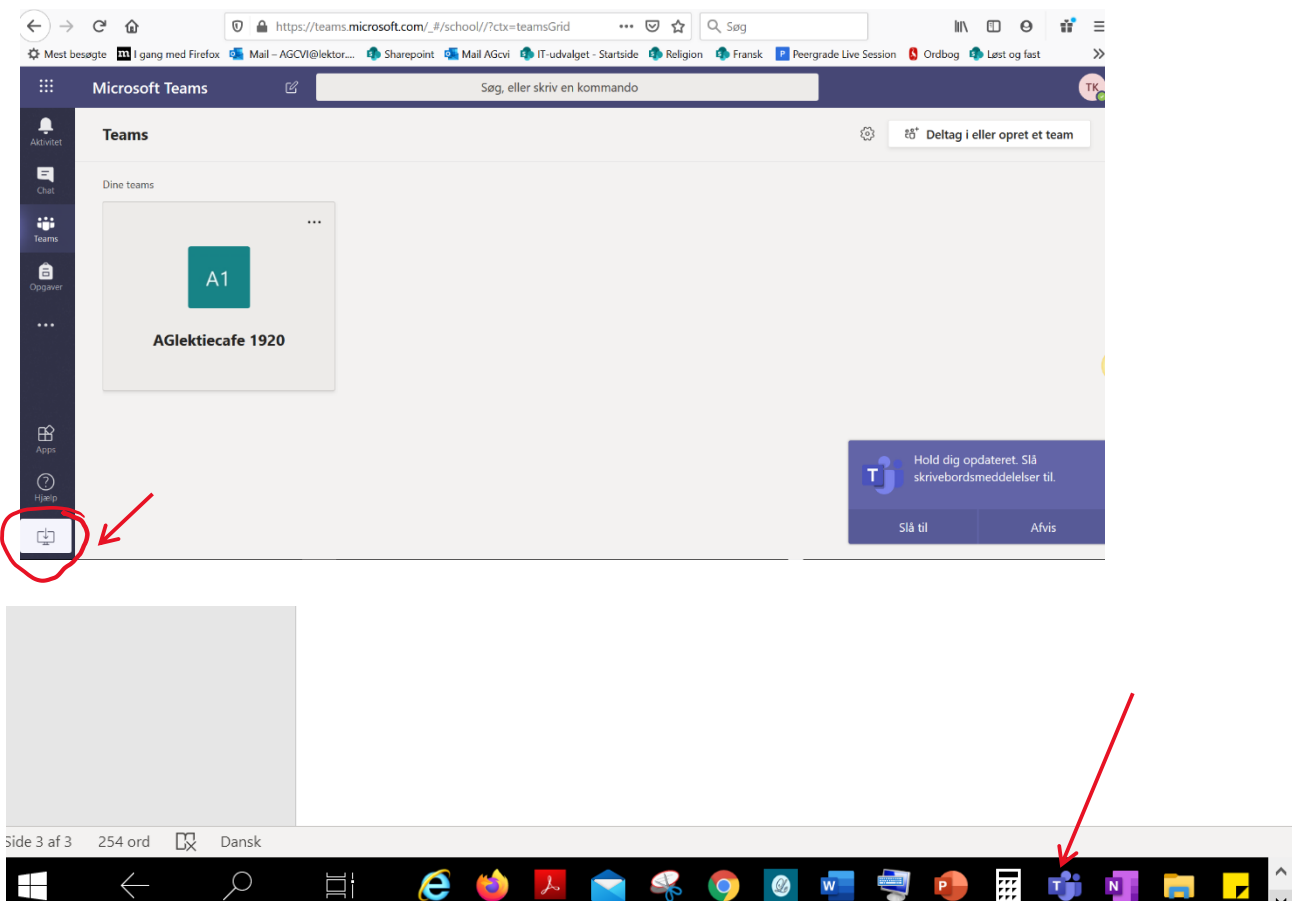 https://teams.microsoft.com/_#/school//?ctx=teamsGrid
Søg
Mest besøgte I gang med Firefox Mail – AGCVI@lektor.... Sharepoint Mail AGcvi IT-udvalget - Startside Religion Fransk Peergrade Live Session Ordbog Løst og fast
Microsoft Teams
Søg, eller skriv en kommando
TK
Aktivitet
Chat
Teams
Opgaver
Apps
Hjælp
Teams
Deltag i eller opret et team
Dine teams
A1
AGlektiecafe 1920
Hold dig opdateret. Slå
skrivebordsmeddelelser til.
Slå til Afvis
Side 3 af 3 254 ord Dansk